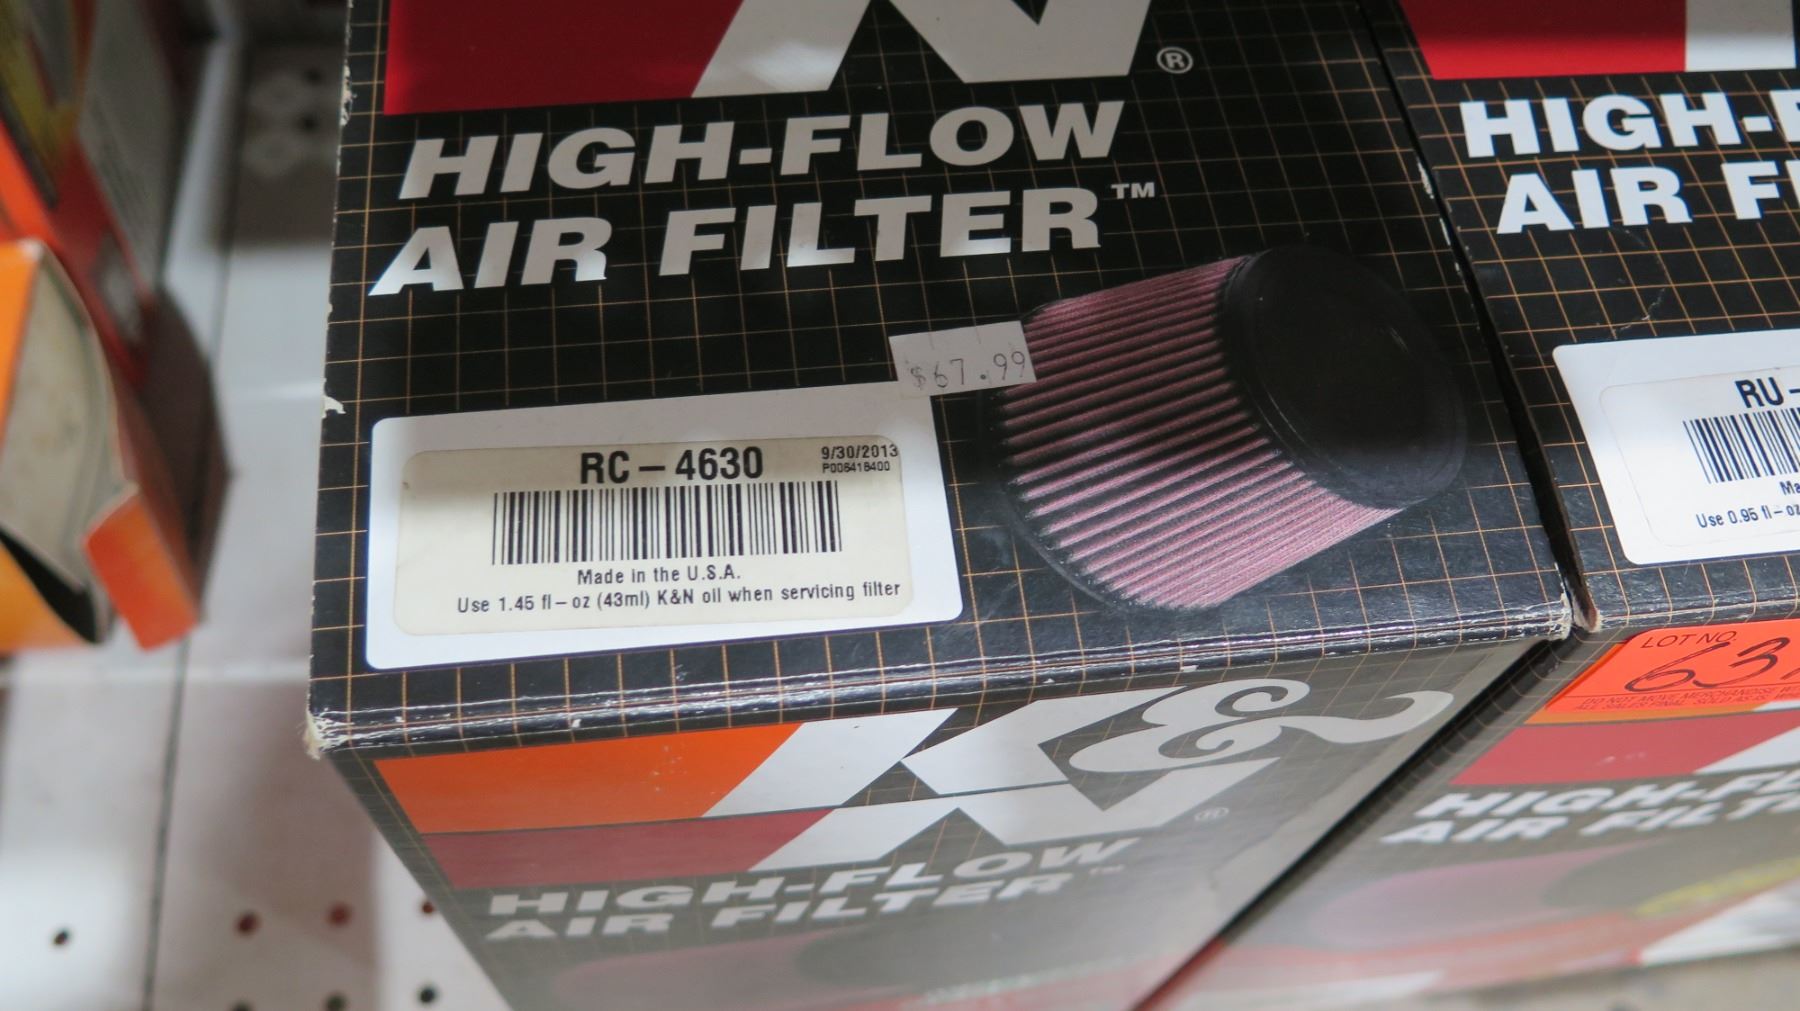 N®
HIGH-FLOW
AIR FILTER™
$67.99
RC-4630
9/30/2013
Made in the U.S.A.
Use 1.45 fl-oz (43ml) K&N oil when servicing filter
K&
N®
HIGH-FLOW
AIR FILTER™
HIGH-
AIR
RU-
Use 0.95 fl-oz
LOT NO.
HIGH-
AIR